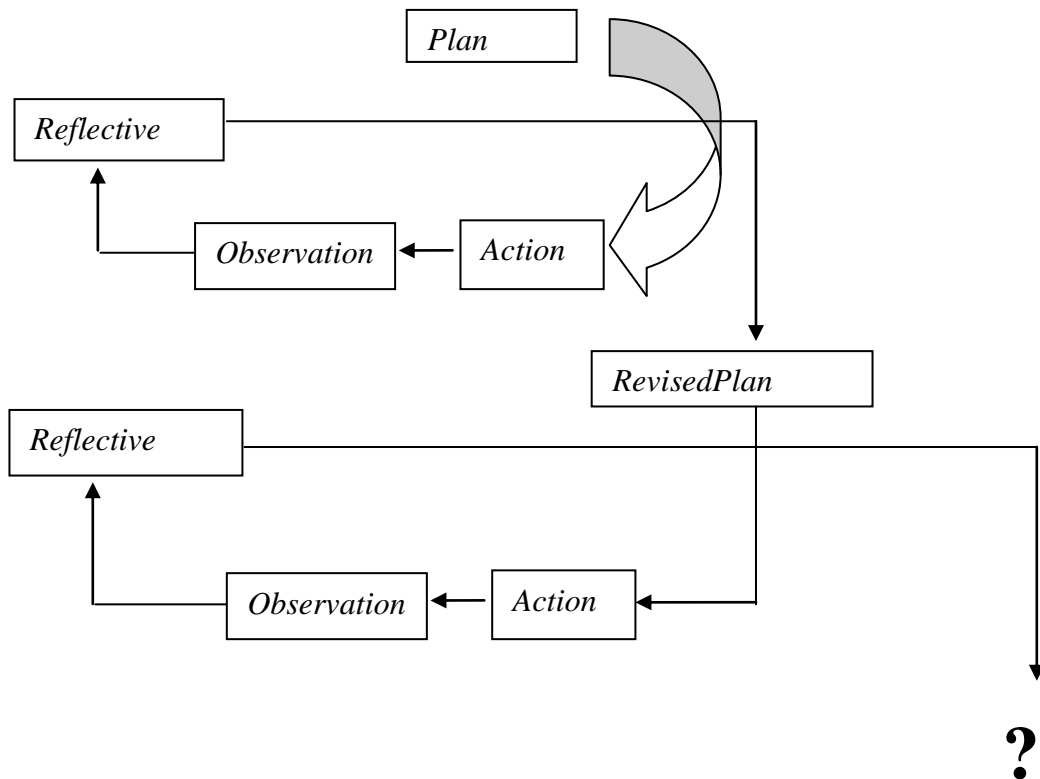 Plan
Reflective
Observation
Action
RevisedPlan
Reflective
Observation
Action
?